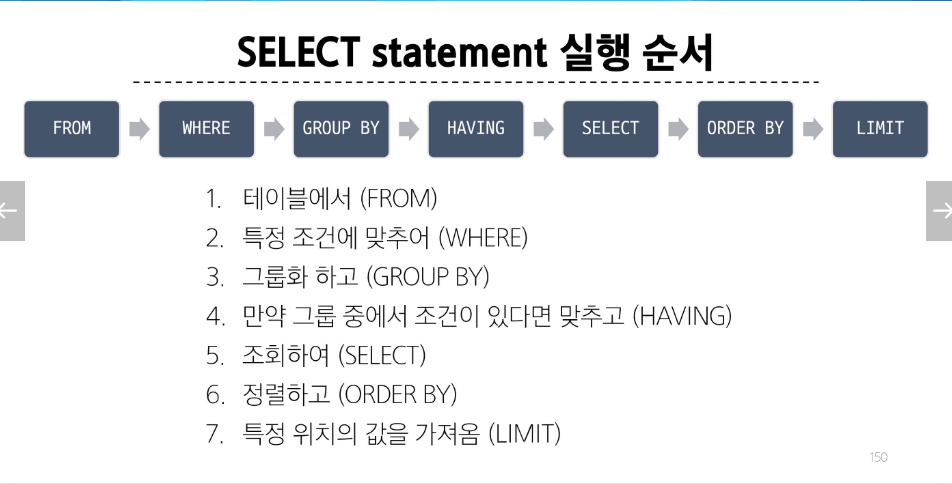 SELECT statement 실행 순서
FROM
WHERE
GROUP BY
HAVING
SELECT
ORDER BY
LIMIT
1. 테이블에서 (FROM)
2. 특정 조건에 맞추어 (WHERE)
3. 그룹화 하고 (GROUP BY)
4. 만약 그룹 중에서 조건이 있다면 맞추고 (HAVING)
5. 조회하여 (SELECT)
6. 정렬하고 (ORDER BY)
7. 특정 위치의 값을 가져옴 (LIMIT)
150